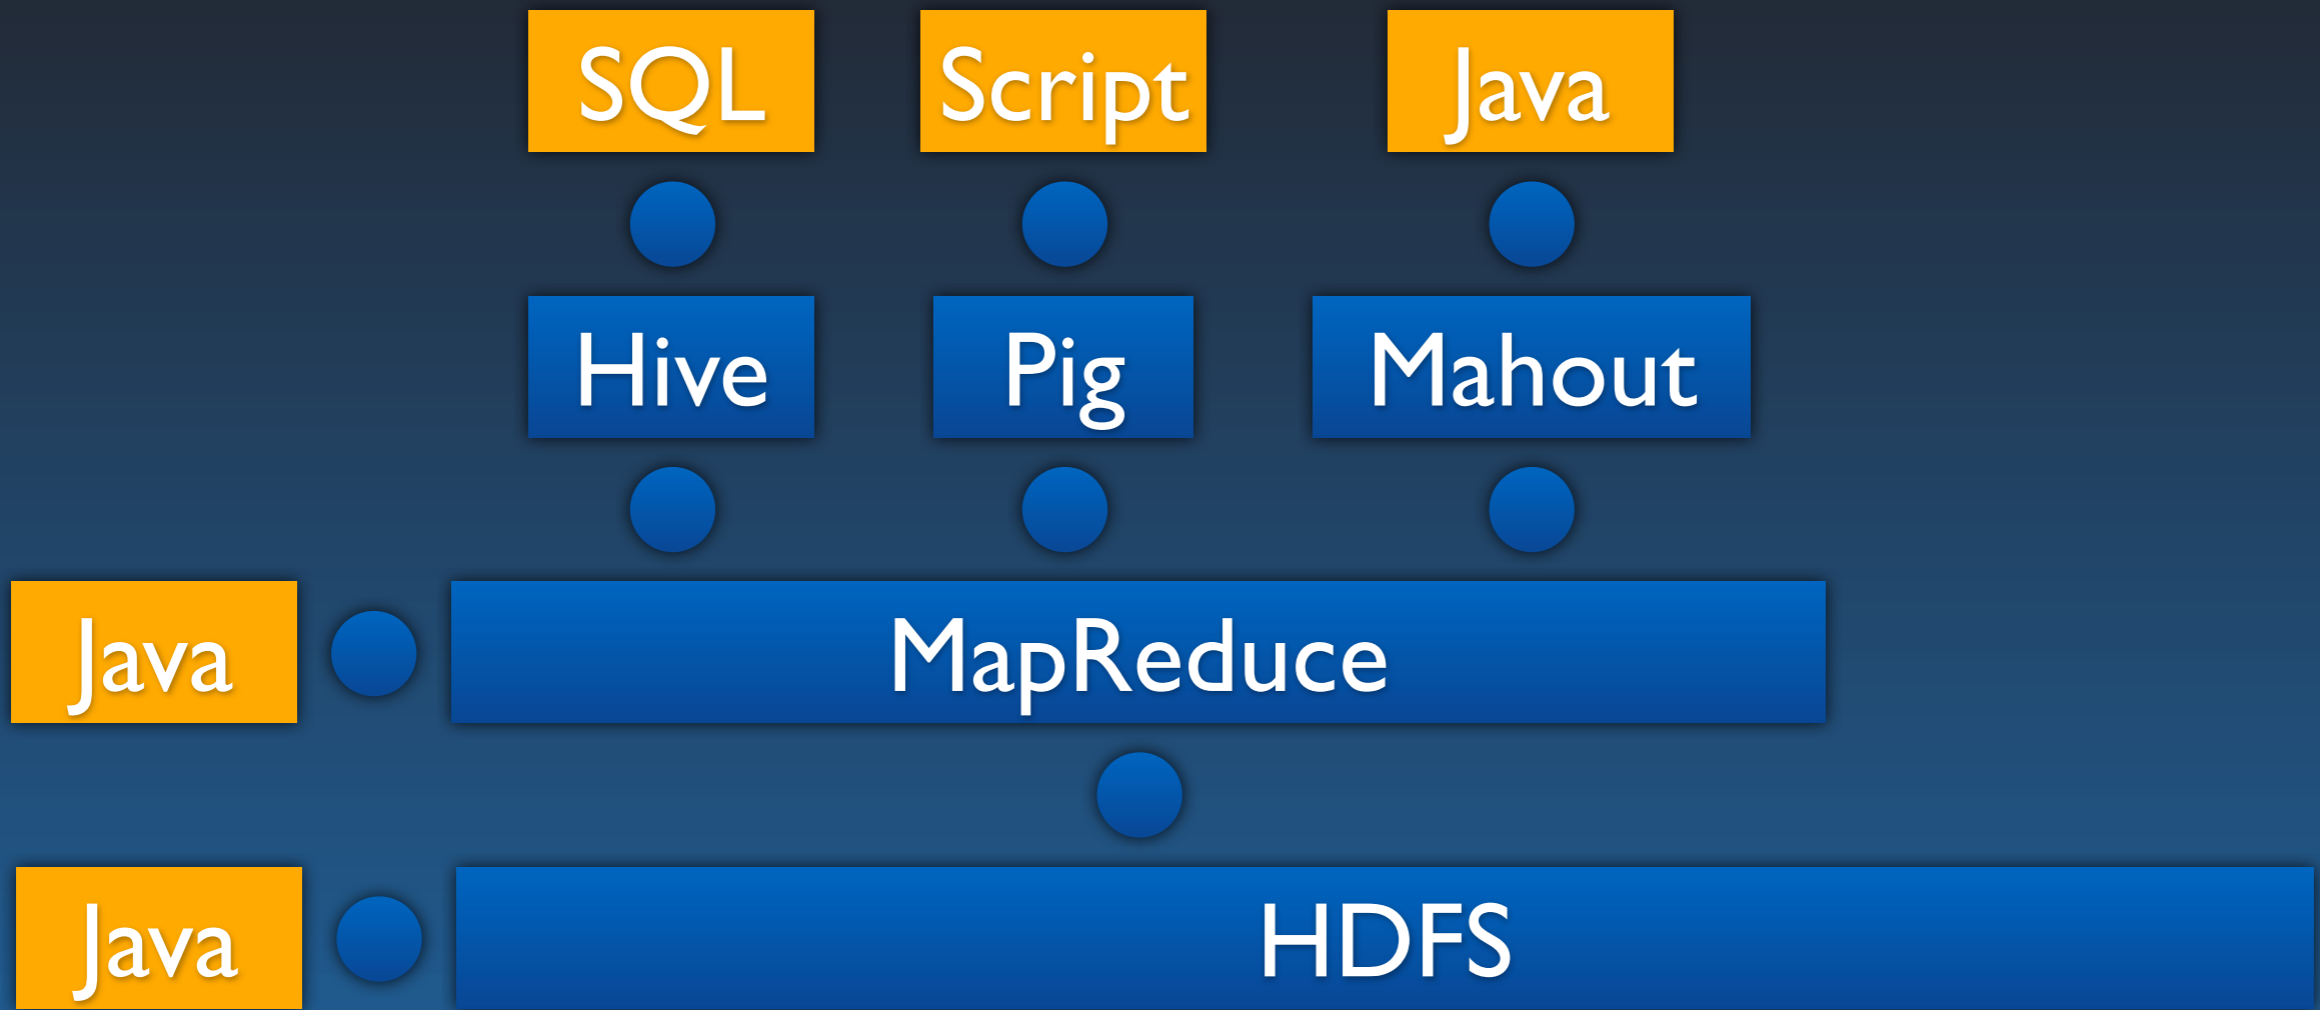 SQL
Script
Java
Hive
Pig
Mahout
Java
MapReduce
Java
HDFS